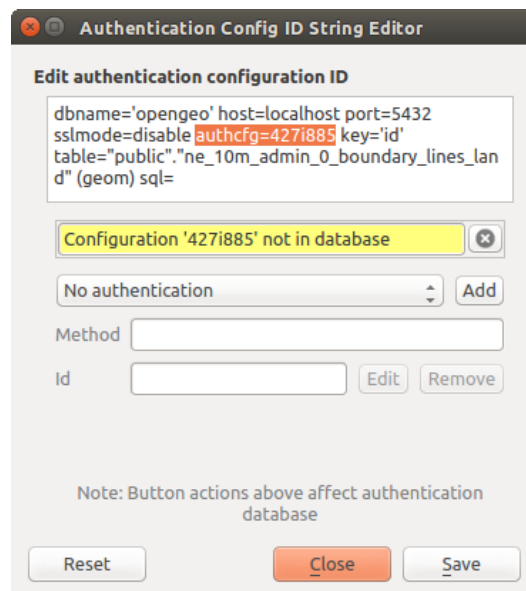 Authentication Config ID String Editor
Edit authentication configuration ID
dbname='opengeo' host=localhost port=5432
sslmode=disable authcfg=427i885 key='id'
table="public"."ne_10m_admin_0_boundary_lines_lan
d" (geom) sql=
Configuration '427i885' not in database
No authentication Add
Method
Id Edit Remove
Note: Button actions above affect authentication
database
Reset Close Save